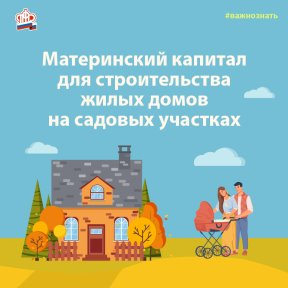 #важнознать
Материнский капитал
для строительства
жилых домов
на садовых участках